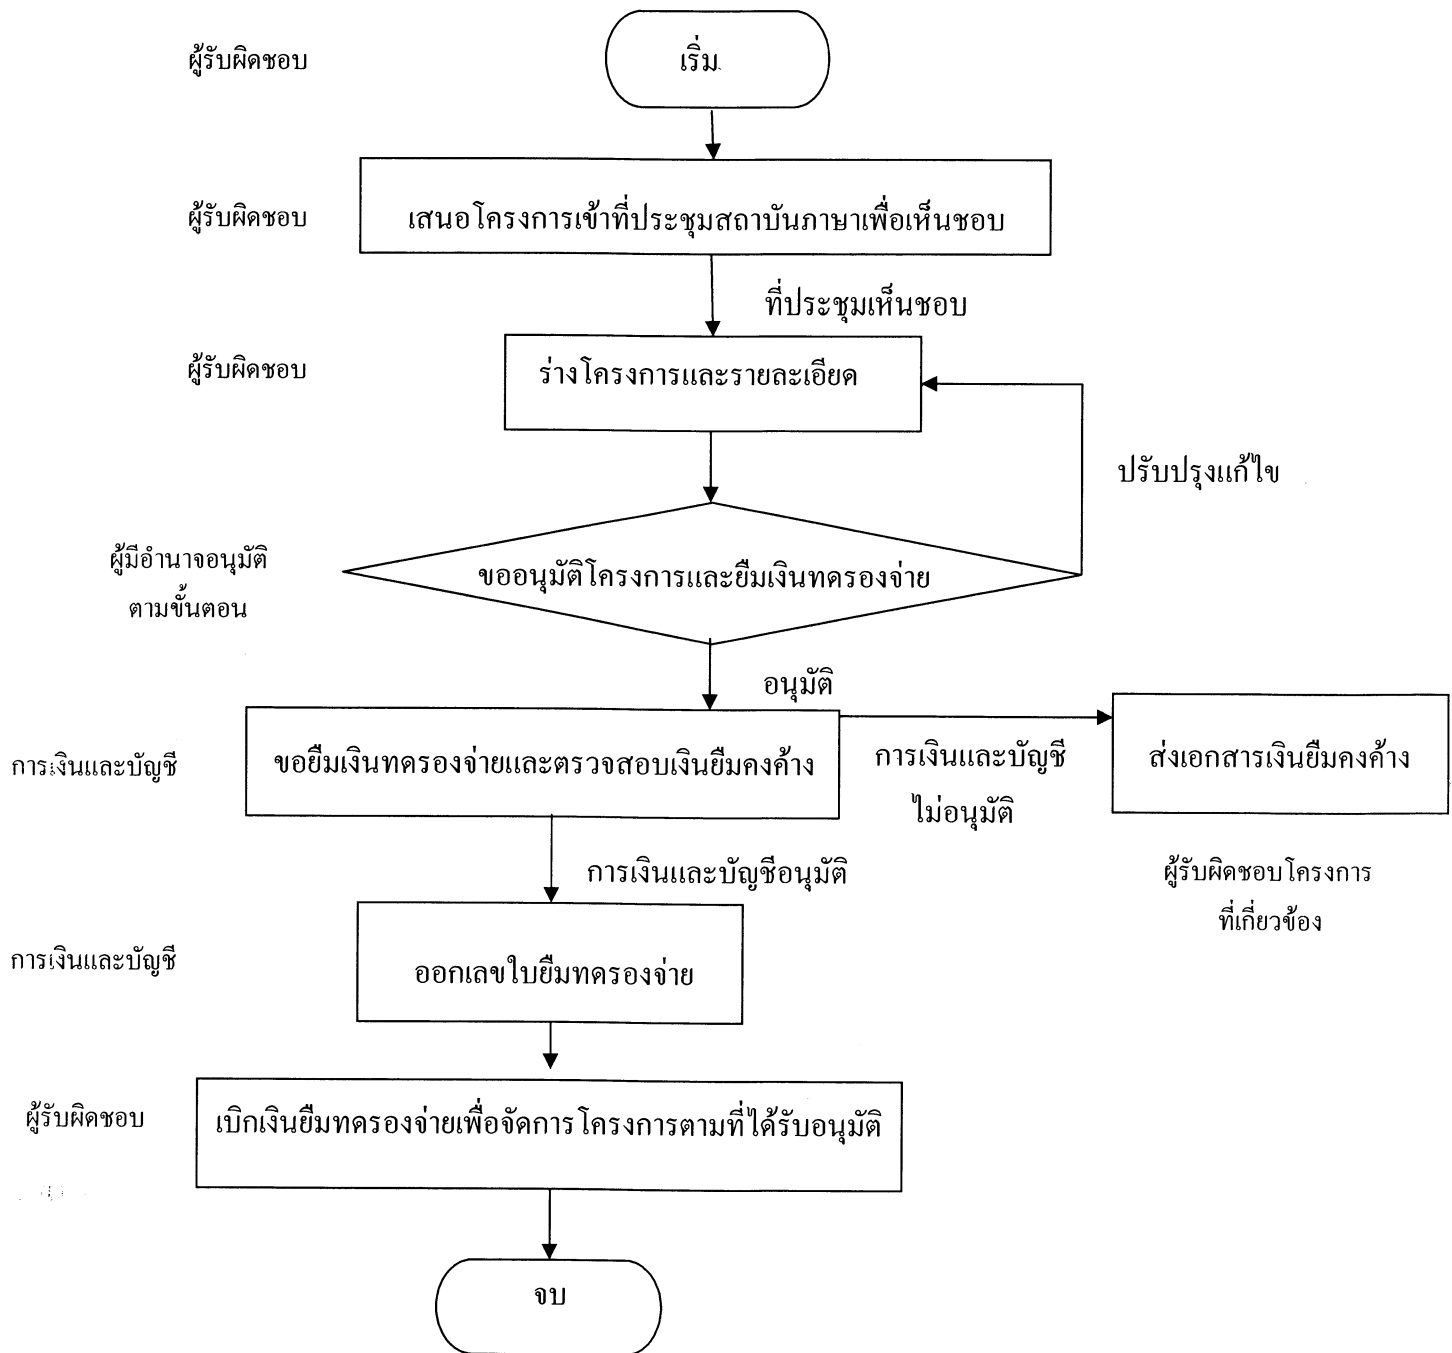 ผู้รับผิดชอบ
เริ่ม
ผู้รับผิดชอบ
เสนอโครงการเข้าที่ประชุมสถาบันภาษาเพื่อเห็นชอบ
ที่ประชุมเห็นชอบ
ผู้รับผิดชอบ
ร่างโครงการและรายละเอียด
ปรับปรุงแก้ไข
ผู้มีอำนาจอนุมัติ
ตามขั้นตอน
ขออนุมัติโครงการและยืมเงินทดรองจ่าย
อนุมัติ
การเงินและบัญชี
ขอยืมเงินทดรองจ่ายและตรวจสอบเงินยืมคงค้าง
การเงินและบัญชี
ไม่อนุมัติ
ส่งเอกสารเงินยืมคงค้าง
ผู้รับผิดชอบโครงการ
ที่เกี่ยวข้อง
การเงินและบัญชีอนุมัติ
การเงินและบัญชี
ออกเลขใบยืมทดรองจ่าย
ผู้รับผิดชอบ
เบิกเงินยืมทดรองจ่ายเพื่อจัดการโครงการตามที่ได้รับอนุมัติ
จบ